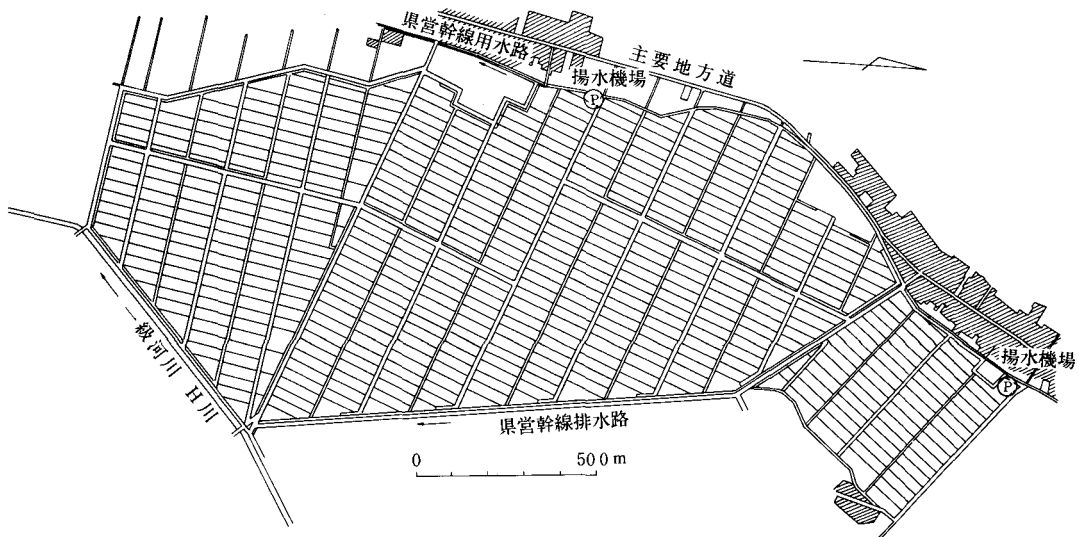 県営幹線用水路
主要地方道
揚水機場
P
揚水機場
P
一級河川 H川
県営幹線排水路
0 500m